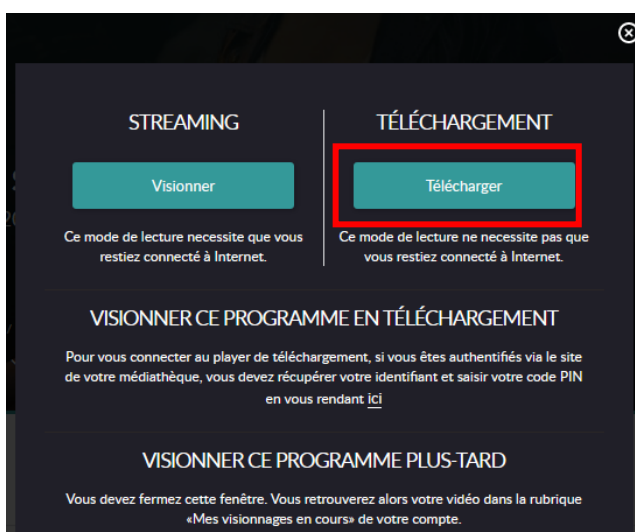 STREAMING
TÉLÉCHARGEMENT
Visionner
Télécharger
Ce mode de lecture necessite que vous
restiez connecté à Internet.
Ce mode de lecture ne necessite pas que
vous restiez connecté à Internet.
VISIONNER CE PROGRAMME EN TÉLÉCHARGEMENT
Pour vous connecter au player de téléchargement, si vous êtes authentifiés via le site
de votre médiathèque, vous devez récupérer votre identifiant et saisir votre code PIN
en vous rendant ici
VISIONNER CE PROGRAMME PLUS-TARD
Vous devez fermez cette fenêtre. Vous retrouverez alors votre vidéo dans la rubrique
«Mes visionnages en cours» de votre compte.